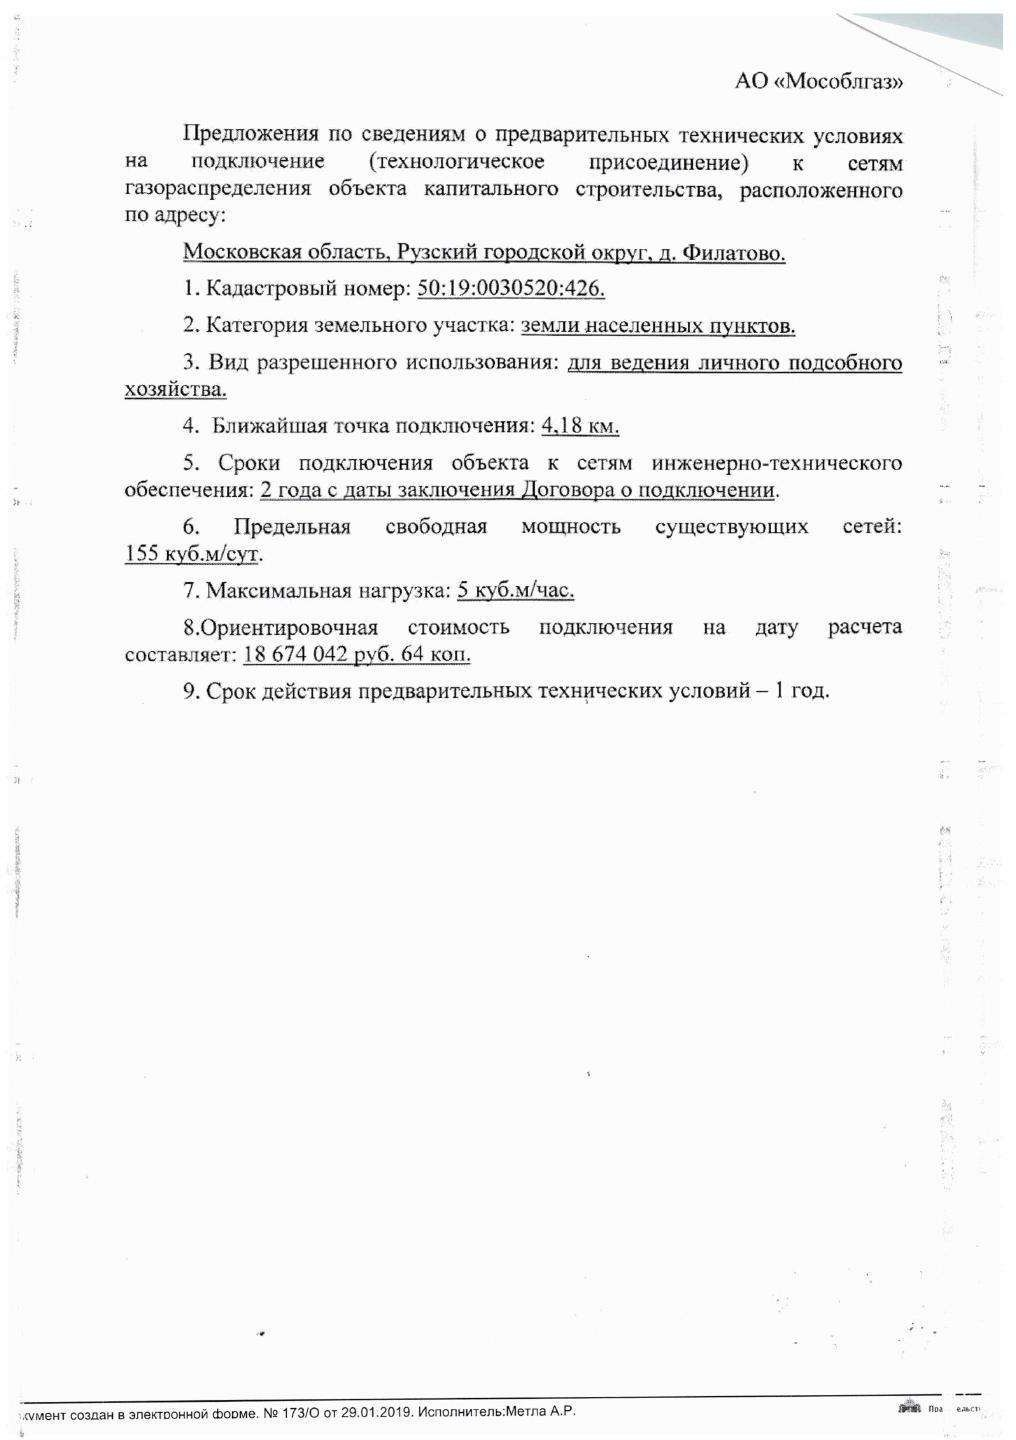 АО «Мособлгаз»
Предложения по сведениям о предварительных технических условиях
на подключение (технологическое присоединение) к сетям
газораспределения объекта капитального строительства, расположенного
по адресу:
Московская область, Рузский городской округ, д. Филатово.
1. Кадастровый номер: 50:19:0030520:426.
2. Категория земельного участка: земли населенных пунктов.
3. Вид разрешенного использования: для ведения личного подсобного
хозяйства.
4. Ближайшая точка подключения: 4,18 км.
5. Сроки подключения объекта к сетям инженерно-технического
обеспечения: 2 года с даты заключения Договора о подключении.
6. Предельная свободная мощность существующих сетей:
155 куб.м/сут.
7. Максимальная нагрузка: 5 куб.м/час.
8.Ориентировочная стоимость подключения на дату расчета
составляет: 18 674 042 руб. 64 коп.
9. Срок действия предварительных технических условий – 1 год.
кумент создан в электронной форме. № 173/О от 29.01.2019. Исполнитель:Метла А.Р.